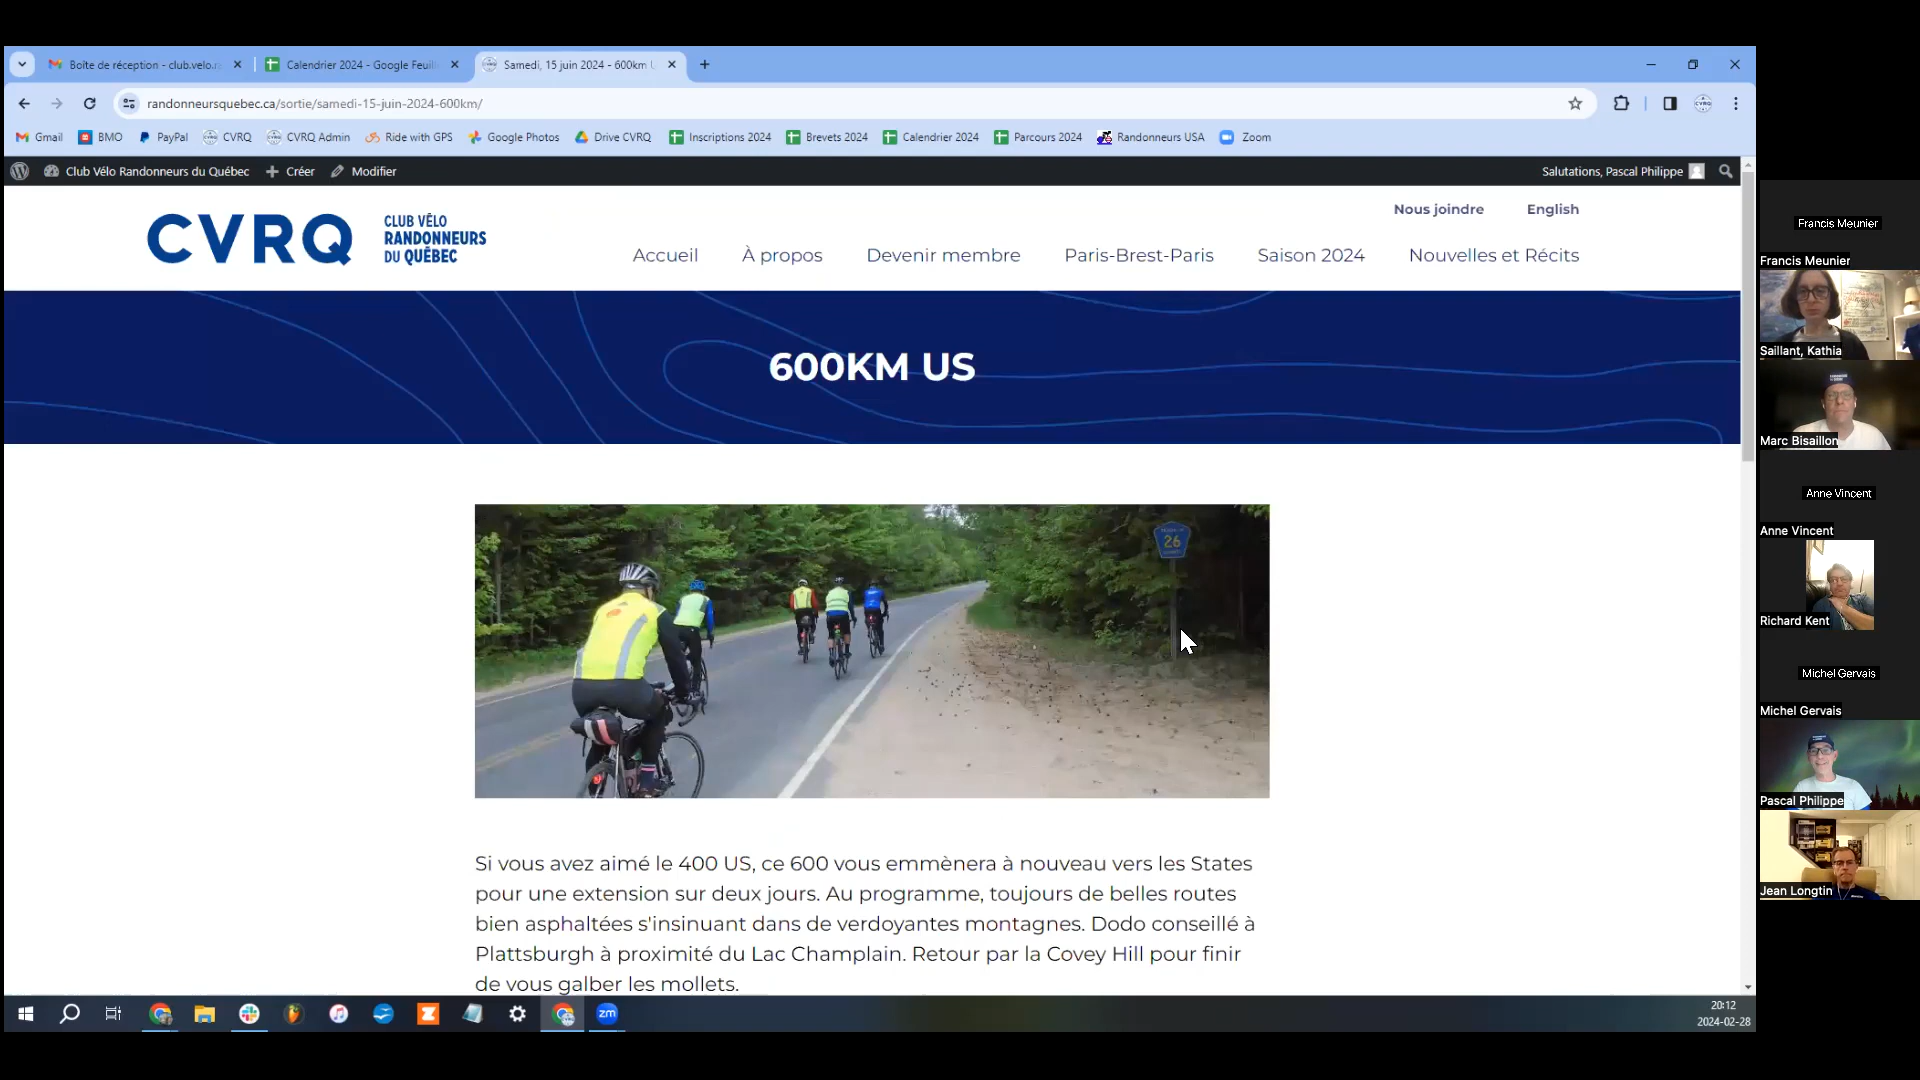 Boîte de réception - club.velo.r
Calendrier 2024 - Google Feuill
Samedi, 15 juin 2024 - 600km U
randonneursquebec.ca/sortie/samedi-15-juin-2024-600km/
Gmail
BMO
PayPal
CVRQ
CVRQ Admin
Ride with GPS
Google Photos
Drive CVRQ
Inscriptions 2024
Brevets 2024
Calendrier 2024
Parcours 2024
Randonneurs USA
Zoom
Club Vélo Randonneurs du Québec
Créer
Modifier
Salutations, Pascal Philippe
Nous joindre
English
CVRQ
CLUB VÉLO
RANDONNEURS
DU QUÉBEC
Accueil
À propos
Devenir membre
Paris-Brest-Paris
Saison 2024
Nouvelles et Récits
600KM US
26
Si vous avez aimé le 400 US, ce 600 vous emmènera à nouveau vers les States
pour une extension sur deux jours. Au programme, toujours de belles routes
bien asphaltées s'insinuant dans de verdoyantes montagnes. Dodo conseillé à
Plattsburgh à proximité du Lac Champlain. Retour par la Covey Hill pour finir
de vous galber les mollets.
zm
20:12
2024-02-28
Francis Meunier
Francis Meunier
Saillant, Kathia
Marc Bisaillon
Anne Vincent
Anne Vincent
Richard Kent
Michel Gervais
Michel Gervais
Pascal Philippe
Jean Longtin